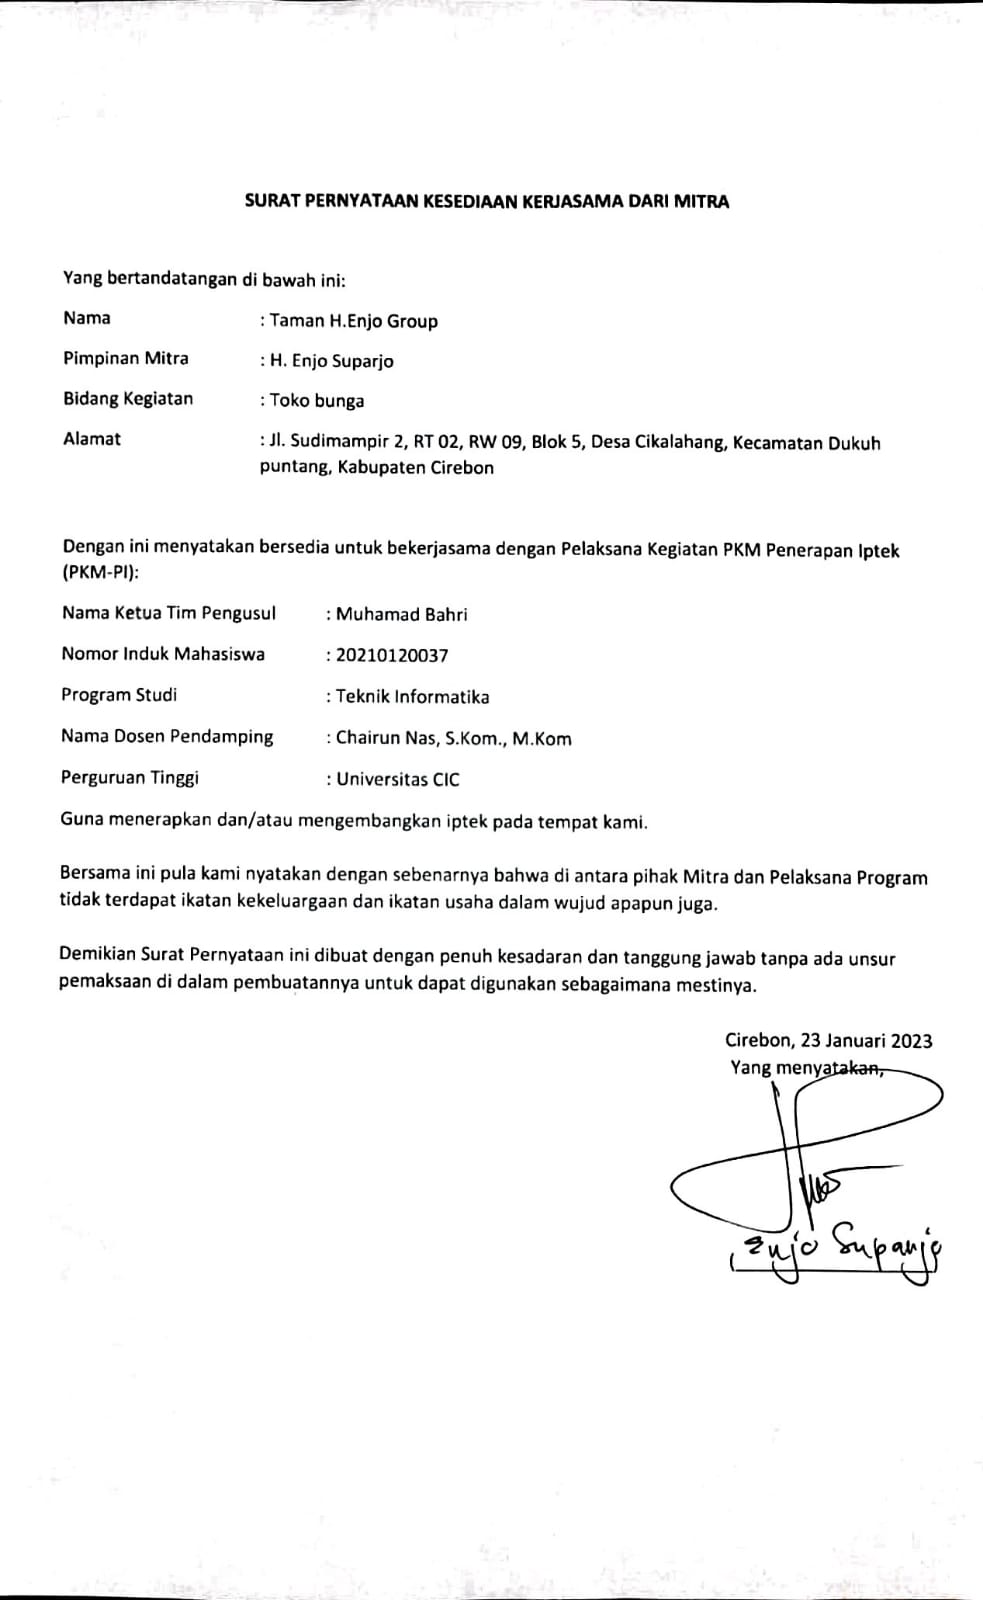 SURAT PERNYATAAN KESEDIAAN KERJASAMA DARI MITRA
Yang bertandatangan di bawah ini:
Nama : Taman H.Enjo Group
Pimpinan Mitra : H. Enjo Suparjo
Bidang Kegiatan : Toko bunga
Alamat : Jl. Sudimampir 2, RT 02, RW 09, Blok 5, Desa Cikalahang, Kecamatan Dukuh
puntang, Kabupaten Cirebon
Dengan ini menyatakan bersedia untuk bekerjasama dengan Pelaksana Kegiatan PKM Penerapan Iptek
(PKM-PI):
Nama Ketua Tim Pengusul : Muhamad Bahri
Nomor Induk Mahasiswa : 20210120037
Program Studi : Teknik Informatika
Nama Dosen Pendamping : Chairun Nas, S.Kom., M.Kom
Perguruan Tinggi : Universitas CIC
Guna menerapkan dan/atau mengembangkan iptek pada tempat kami.
Bersama ini pula kami nyatakan dengan sebenarnya bahwa di antara pihak Mitra dan Pelaksana Program
tidak terdapat ikatan kekeluargaan dan ikatan usaha dalam wujud apapun juga.
Demikian Surat Pernyataan ini dibuat dengan penuh kesadaran dan tanggung jawab tanpa ada unsur
pemaksaan di dalam pembuatannya untuk dapat digunakan sebagaimana mestinya.
Cirebon, 23 Januari 2023
Yang menyatakan,
Enjo Suparjo